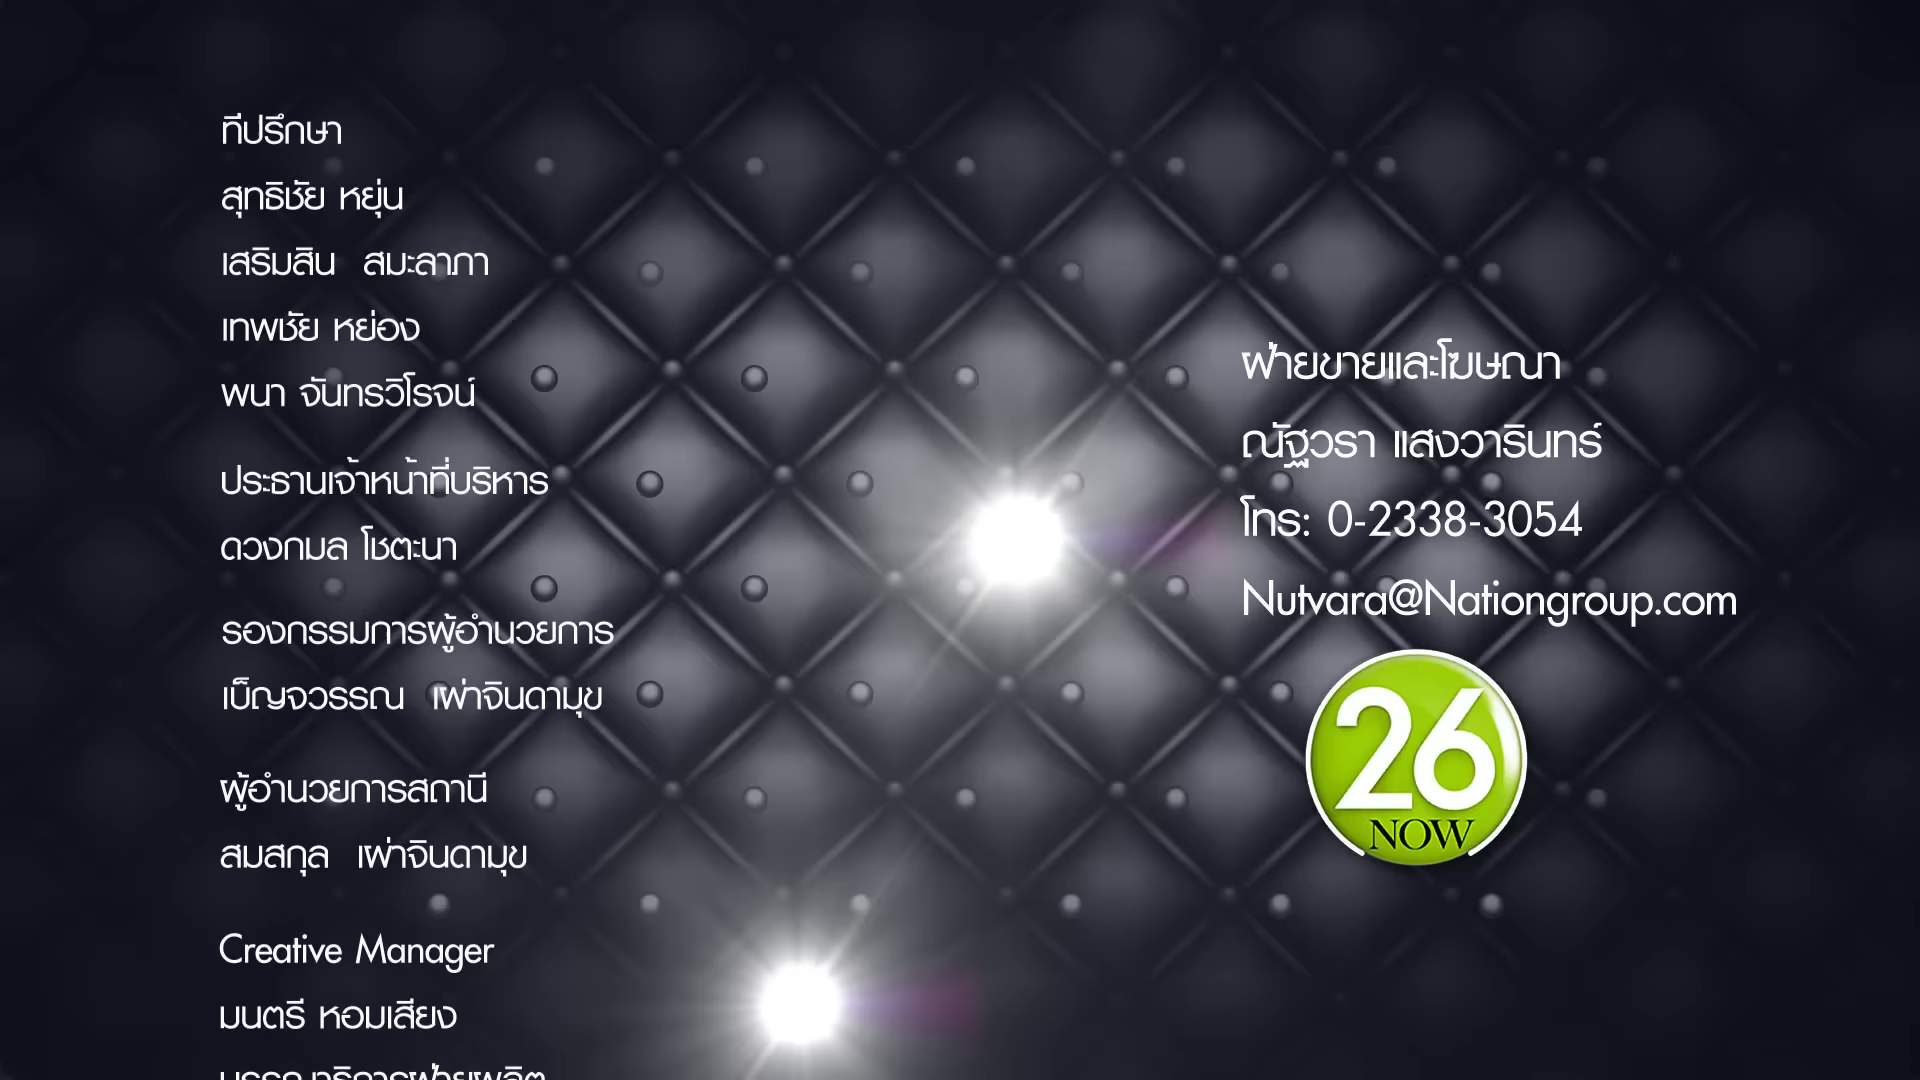 ที่ปรึกษา
สุทธิชัย หยุ่น
เสริมสิน สมะลาภา
เทพชัย หย่อง
พนา จันทรวิโรจน์
ประธานเจ้าหน้าที่บริหาร
ดวงกมล โชตะนา
รองกรรมการผู้อำนวยการ
เบ็ญจวรรณ เผ่าจินดามุข
ผู้อำนวยการสถานี
สมสกุล เผ่าจินดามุข
Creative Manager
มนตรี หอมเสียง
ฝ่ายขายและโฆษณา
ณัฐวรา แสงวารินทร์
โทร: 0-2338-3054
Nutvara@Nationgroup.com
26
NOW